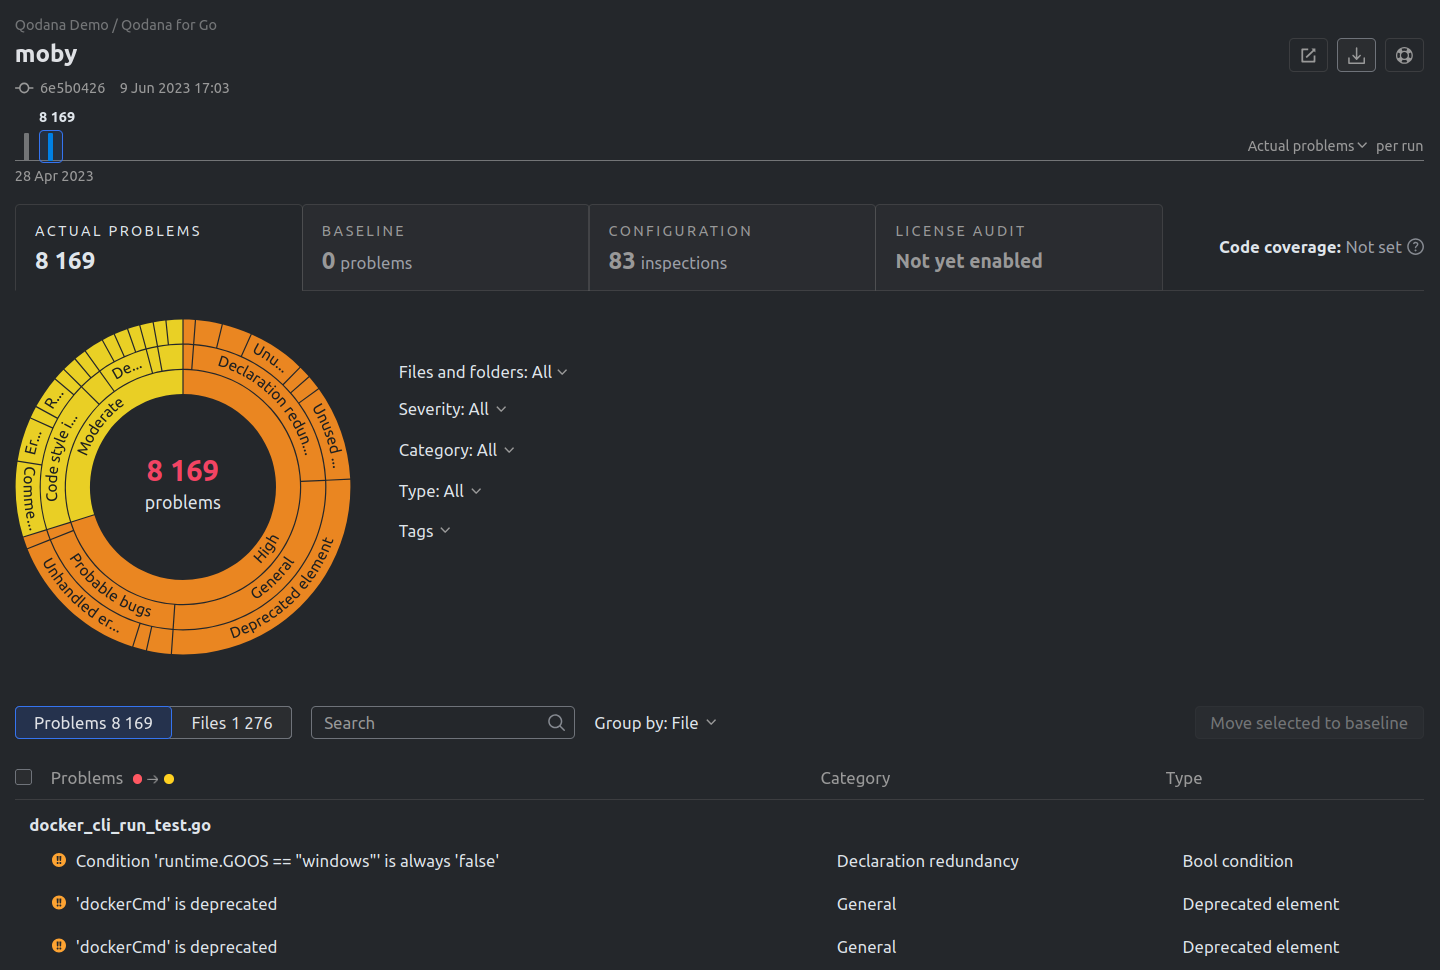 Qodana Demo / Qodana for Go
moby
6e5b0426 9 Jun 2023 17:03
8 169
Actual problems per run
28 Apr 2023
ACTUAL PROBLEMS
8 169
BASELINE
0 problems
CONFIGURATION
83 inspections
LICENSE AUDIT
Not yet enabled
Code coverage: Not set ?
Unu...
Declaration redun...
Unused ...
De...
Moderate
R...
Er...
Code style i...
Comme...
8 169
problems
High
General
Deprecated element
Probable bugs
Unhandled er...
Files and folders: All
Severity: All
Category: All
Type: All
Tags
Problems 8 169
Files 1 276
Search
Group by: File
Move selected to baseline
Problems → Category Type
docker_cli_run_test.go
Condition 'runtime.GOOS == "windows"' is always 'false' Declaration redundancy Bool condition
'dockerCmd' is deprecated General Deprecated element
'dockerCmd' is deprecated General Deprecated element